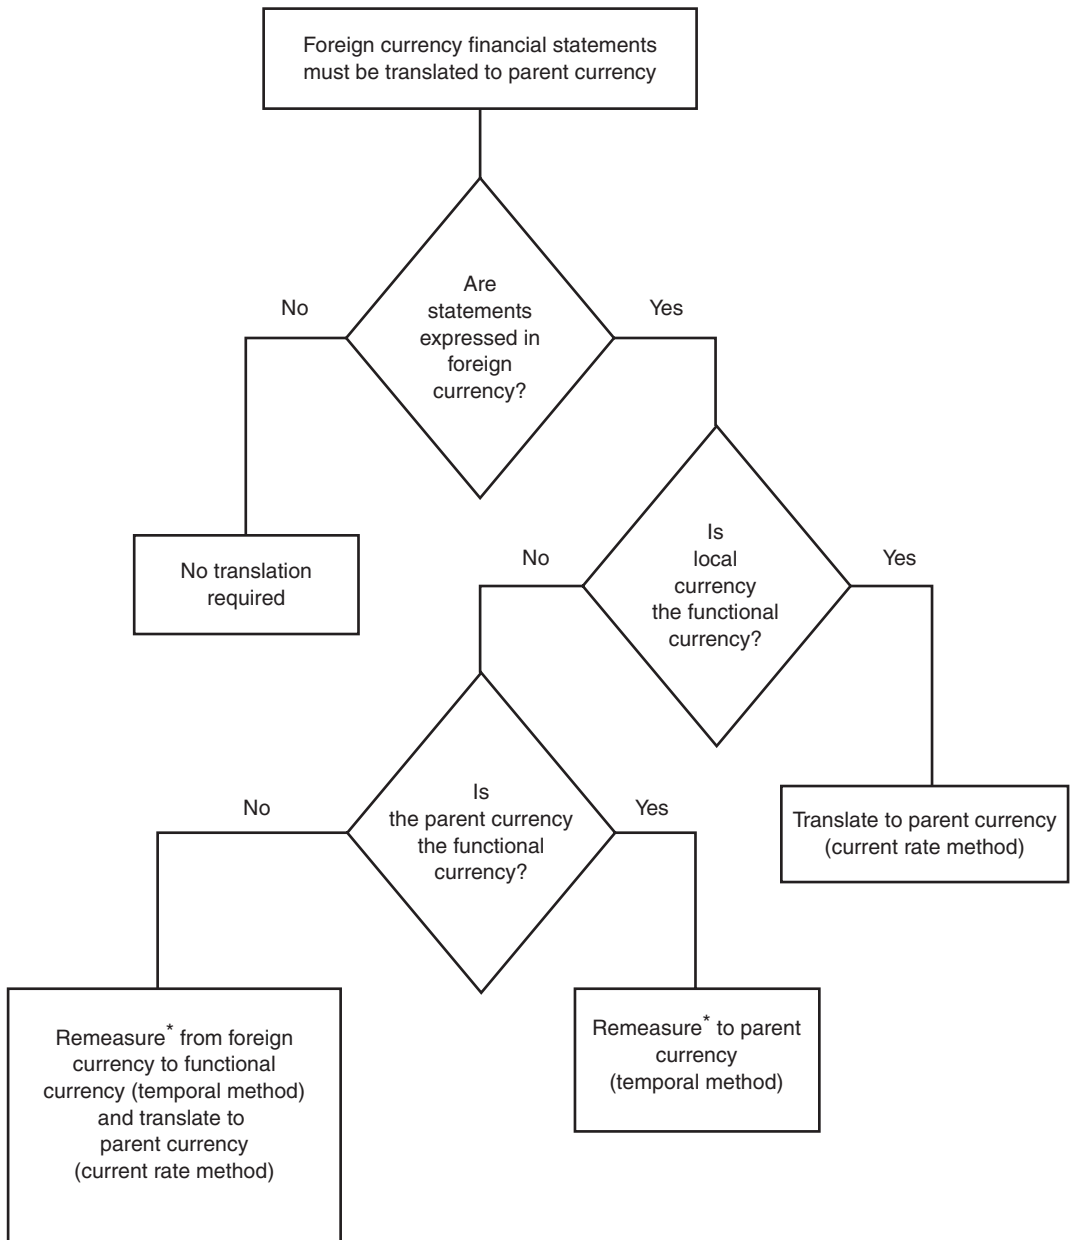 Foreign currency financial statements
must be translated to parent currency
Are
statements
expressed in
foreign
currency?
No
Yes
No translation
required
Is
local
currency
the functional
currency?
No
Yes
Translate to parent currency
(current rate method)
Is
the parent currency
the functional
currency?
No
Yes
Remeasure* from foreign
currency to functional
currency (temporal method)
and translate to
parent currency
(current rate method)
Remeasure* to parent
currency
(temporal method)